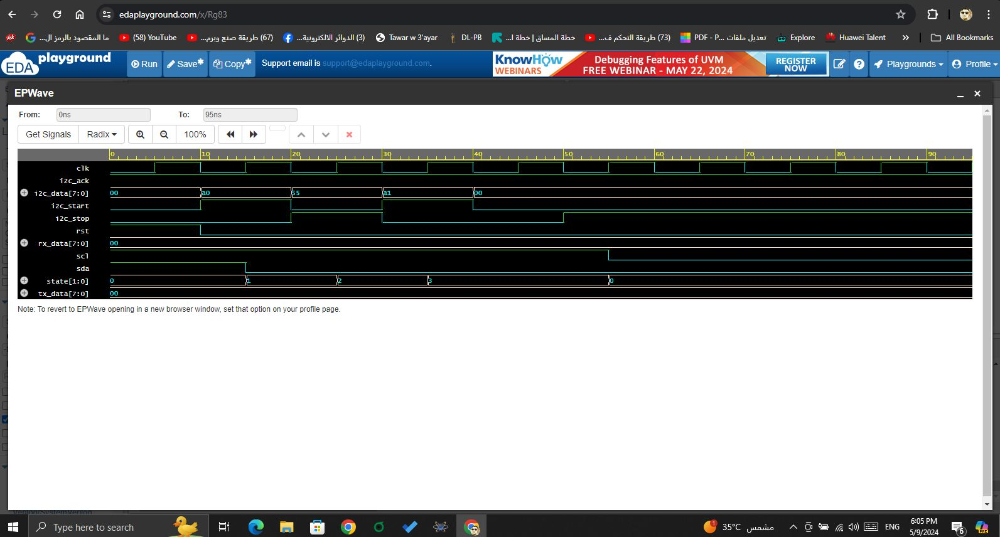 edaplayground.com/x/Rg83
ما المقصود بالرمز ال...
(58) YouTube
(67) طريقة صنع وبرم...
(3) الدوائر الالكترونية...
Tawar w 3'ayar
DL-PB
خطة المساق | خطة ا...
(73) طريقة التحكم ف...
PDF - P... تعديل ملفات
Explore
Huawei Talent
»
All Bookmarks
EDA playground
Run
Save*
Copy*
Support email is support@edaplayground.com.
KnowHow WEBINARS
Debugging Features of UVM
FREE WEBINAR - MAY 22, 2024
REGISTER NOW
Playgrounds
Profile
EPWave
From: 0ns To: 95ns
Get Signals Radix 100%
0 10 20 30 40 50 60 70 80 90
clk
i2c_ack
i2c_data[7:0] 00 a0 55 a1 00
i2c_start
i2c_stop
rst
rx_data[7:0] 00
scl
sda
state[1:0] 0 1 2 3 0
tx_data[7:0] 00
Note: To revert to EPWave opening in a new browser window, set that option on your profile page.
Type here to search
1
35°C مشمس
ENG
6:05 PM
5/9/2024
6